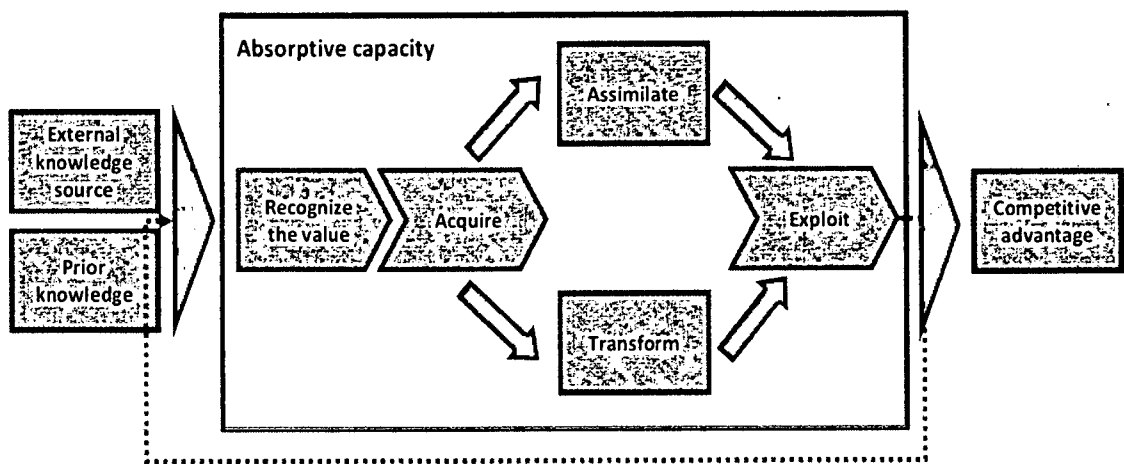 Absorptive capacity
External
knowledge
source
Prior
knowledge
Recognize
the value
Acquire
Assimilate
Transform
Exploit
Competitive
advantage